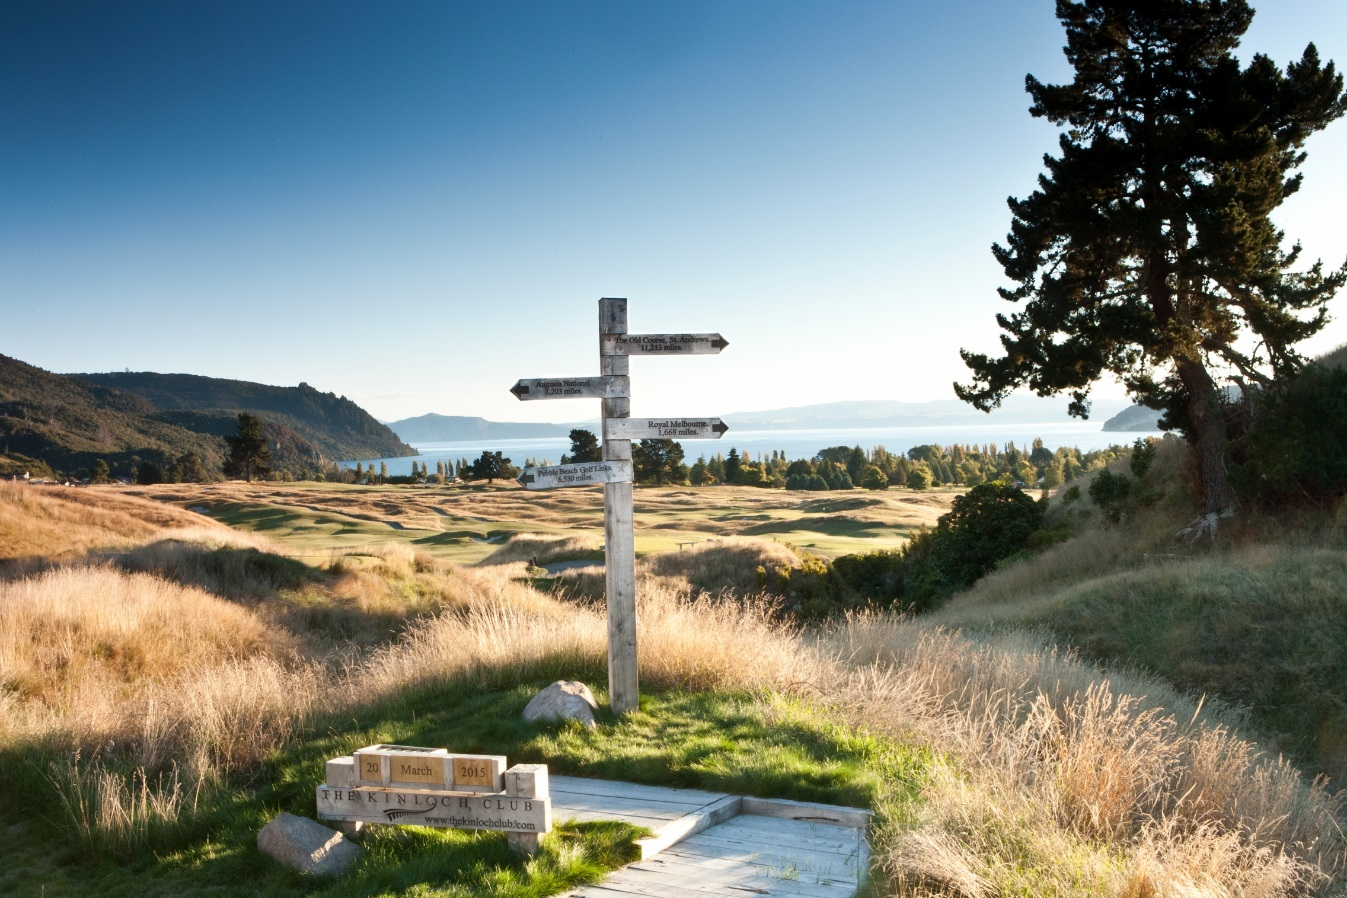 The Old Course, St. Andrews.
11,213 miles.
Augusta National.
8,203 miles.
Royal Melbourne.
1,668 miles.
Pebble Beach Golf Links.
6,530 miles.
20 March 2015
THE KINLOCH CLUB
www.thekinlochclub.com